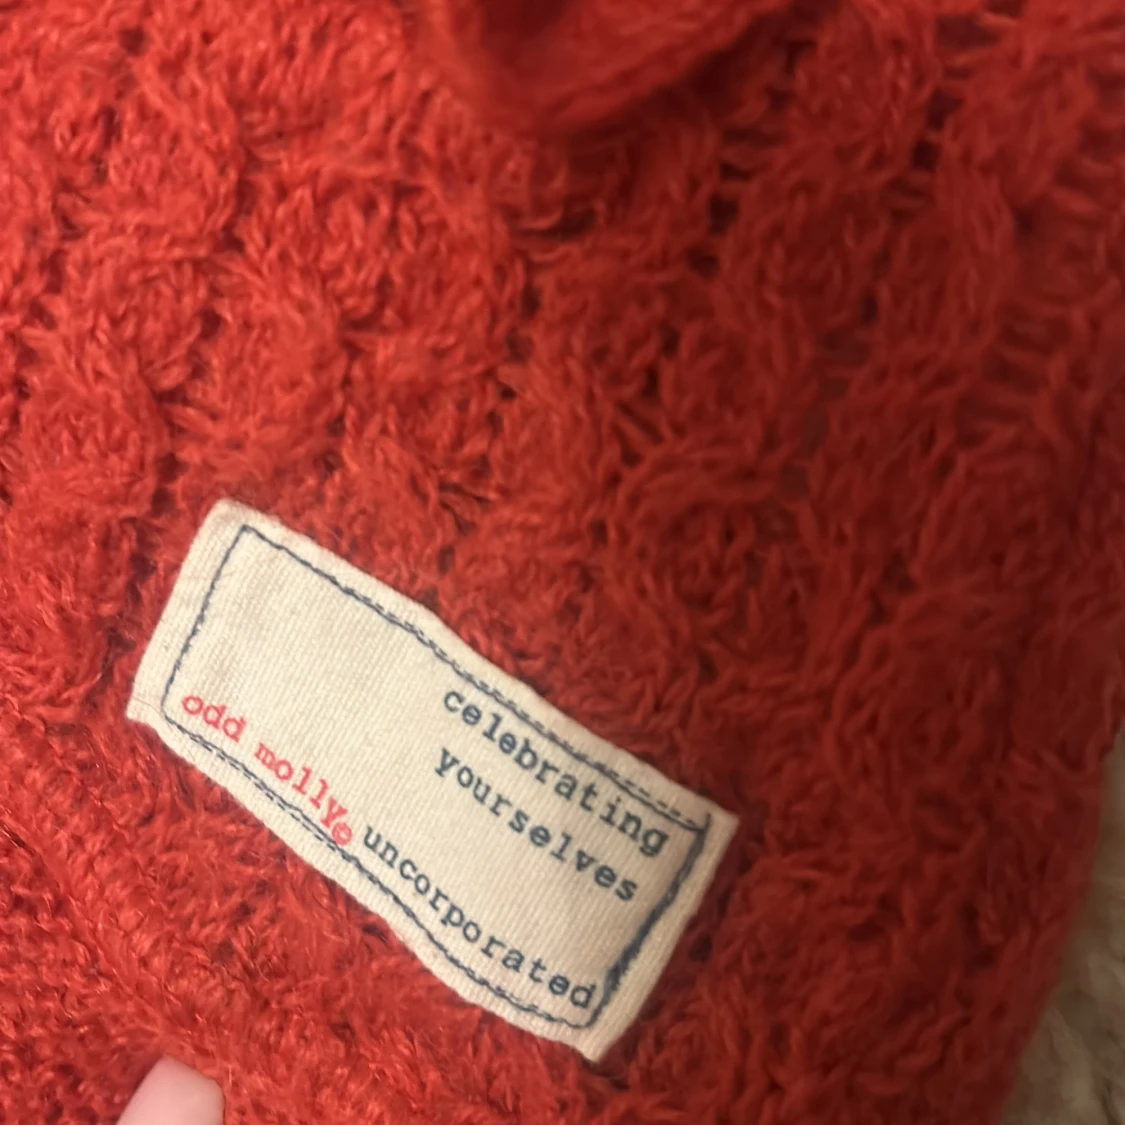 celebrating
yourselves
odd molly© uncorporated